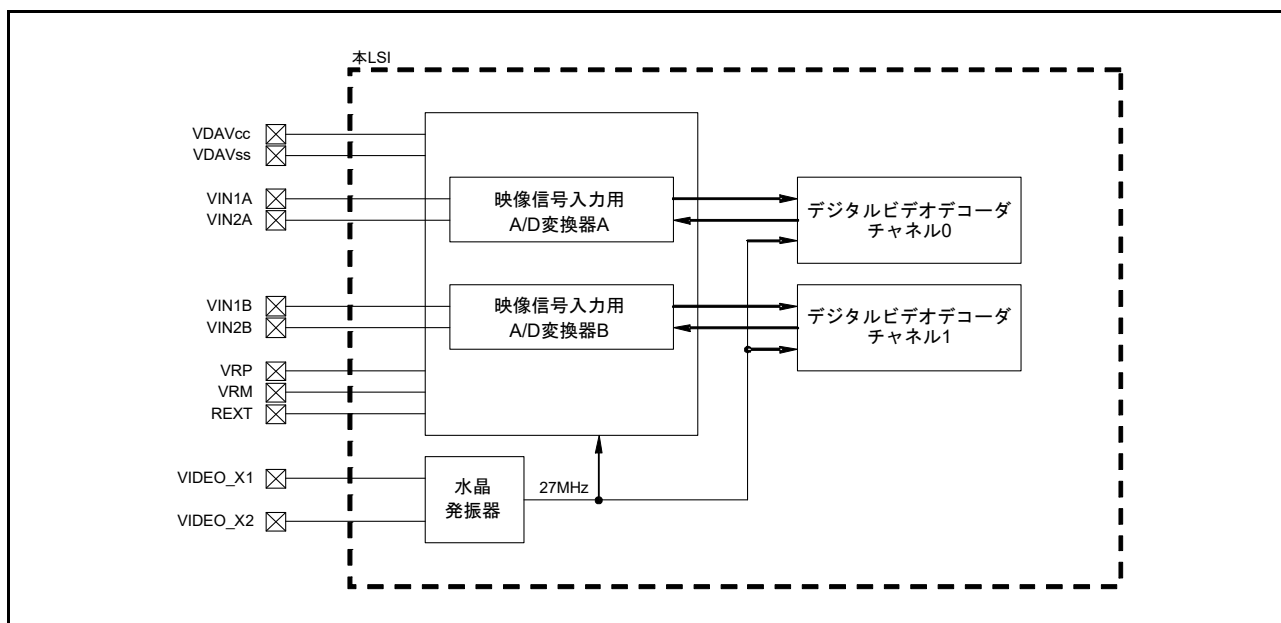 本LSI
VDAVcc
VDAVss
VIN1A
VIN2A
映像信号入力用
A/D変換器A
デジタルビデオデコーダ
チャネル0
VIN1B
VIN2B
映像信号入力用
A/D変換器B
デジタルビデオデコーダ
チャネル1
VRP
VRM
REXT
VIDEO_X1
VIDEO_X2
水晶
発振器
27MHz